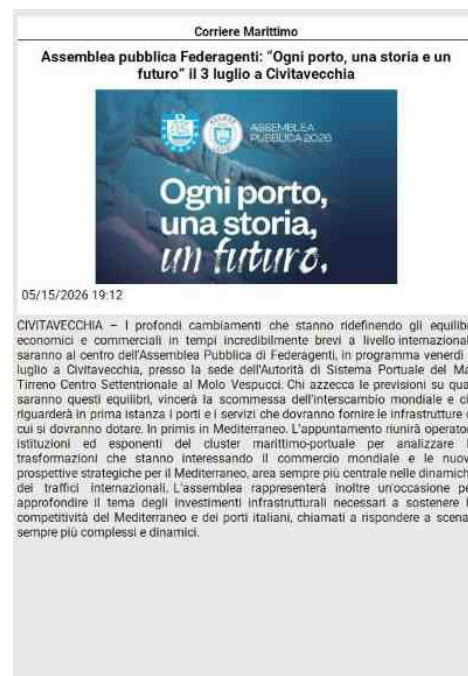 Corriere Marittimo
Assemblea pubblica Federagenti: “Ogni porto, una storia e un
futuro” il 3 luglio a Civitavecchia
ASSEMBLEA
PUBBLICA 2026
Ogni porto,
una storia,
un futuro.
05/15/2026 19:12
CIVITAVECCHIA – I profondi cambiamenti che stanno ridefinendo gli equilibr
economici e commerciali in tempi incredibilmente brevi a livello internazional
saranno al centro dell'Assemblea Pubblica di Federagenti, in programma venerdì
luglio a Civitavecchia, presso la sede dell'Autorità di Sistema Portuale del Ma
Tirreno Centro Settentrionale al Molo Vespucci. Chi azzecca le previsioni su qua
saranno questi equilibri, vincerà la scommessa dell'interscambio mondiale e ci
riguarderà in prima istanza i porti e i servizi che dovranno fornire le infrastrutture
cui si dovranno dotare. In primis in Mediterraneo. L'appuntamento riunirà operator
istituzioni ed esponenti del cluster marittimo-portuale per analizzare
trasformazioni che stanno interessando il commercio mondiale e le nuov
prospettive strategiche per il Mediterraneo, area sempre più centrale nelle dinamich
dei traffici internazionali. L'assemblea rappresenterà inoltre un'occasione pe
approfondire il tema degli investimenti infrastrutturali necessari a sostenere
competitività del Mediterraneo e dei porti italiani, chiamati a rispondere a scena
sempre più complessi e dinamici.